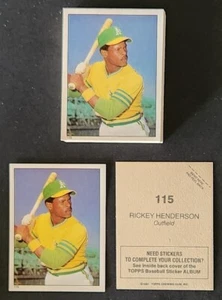 115
RICKEY HENDERSON
Outfield
NEED STICKERS
TO COMPLETE YOUR COLLECTION?
See inside back cover of the
TOPPS Baseball Sticker ALBUM